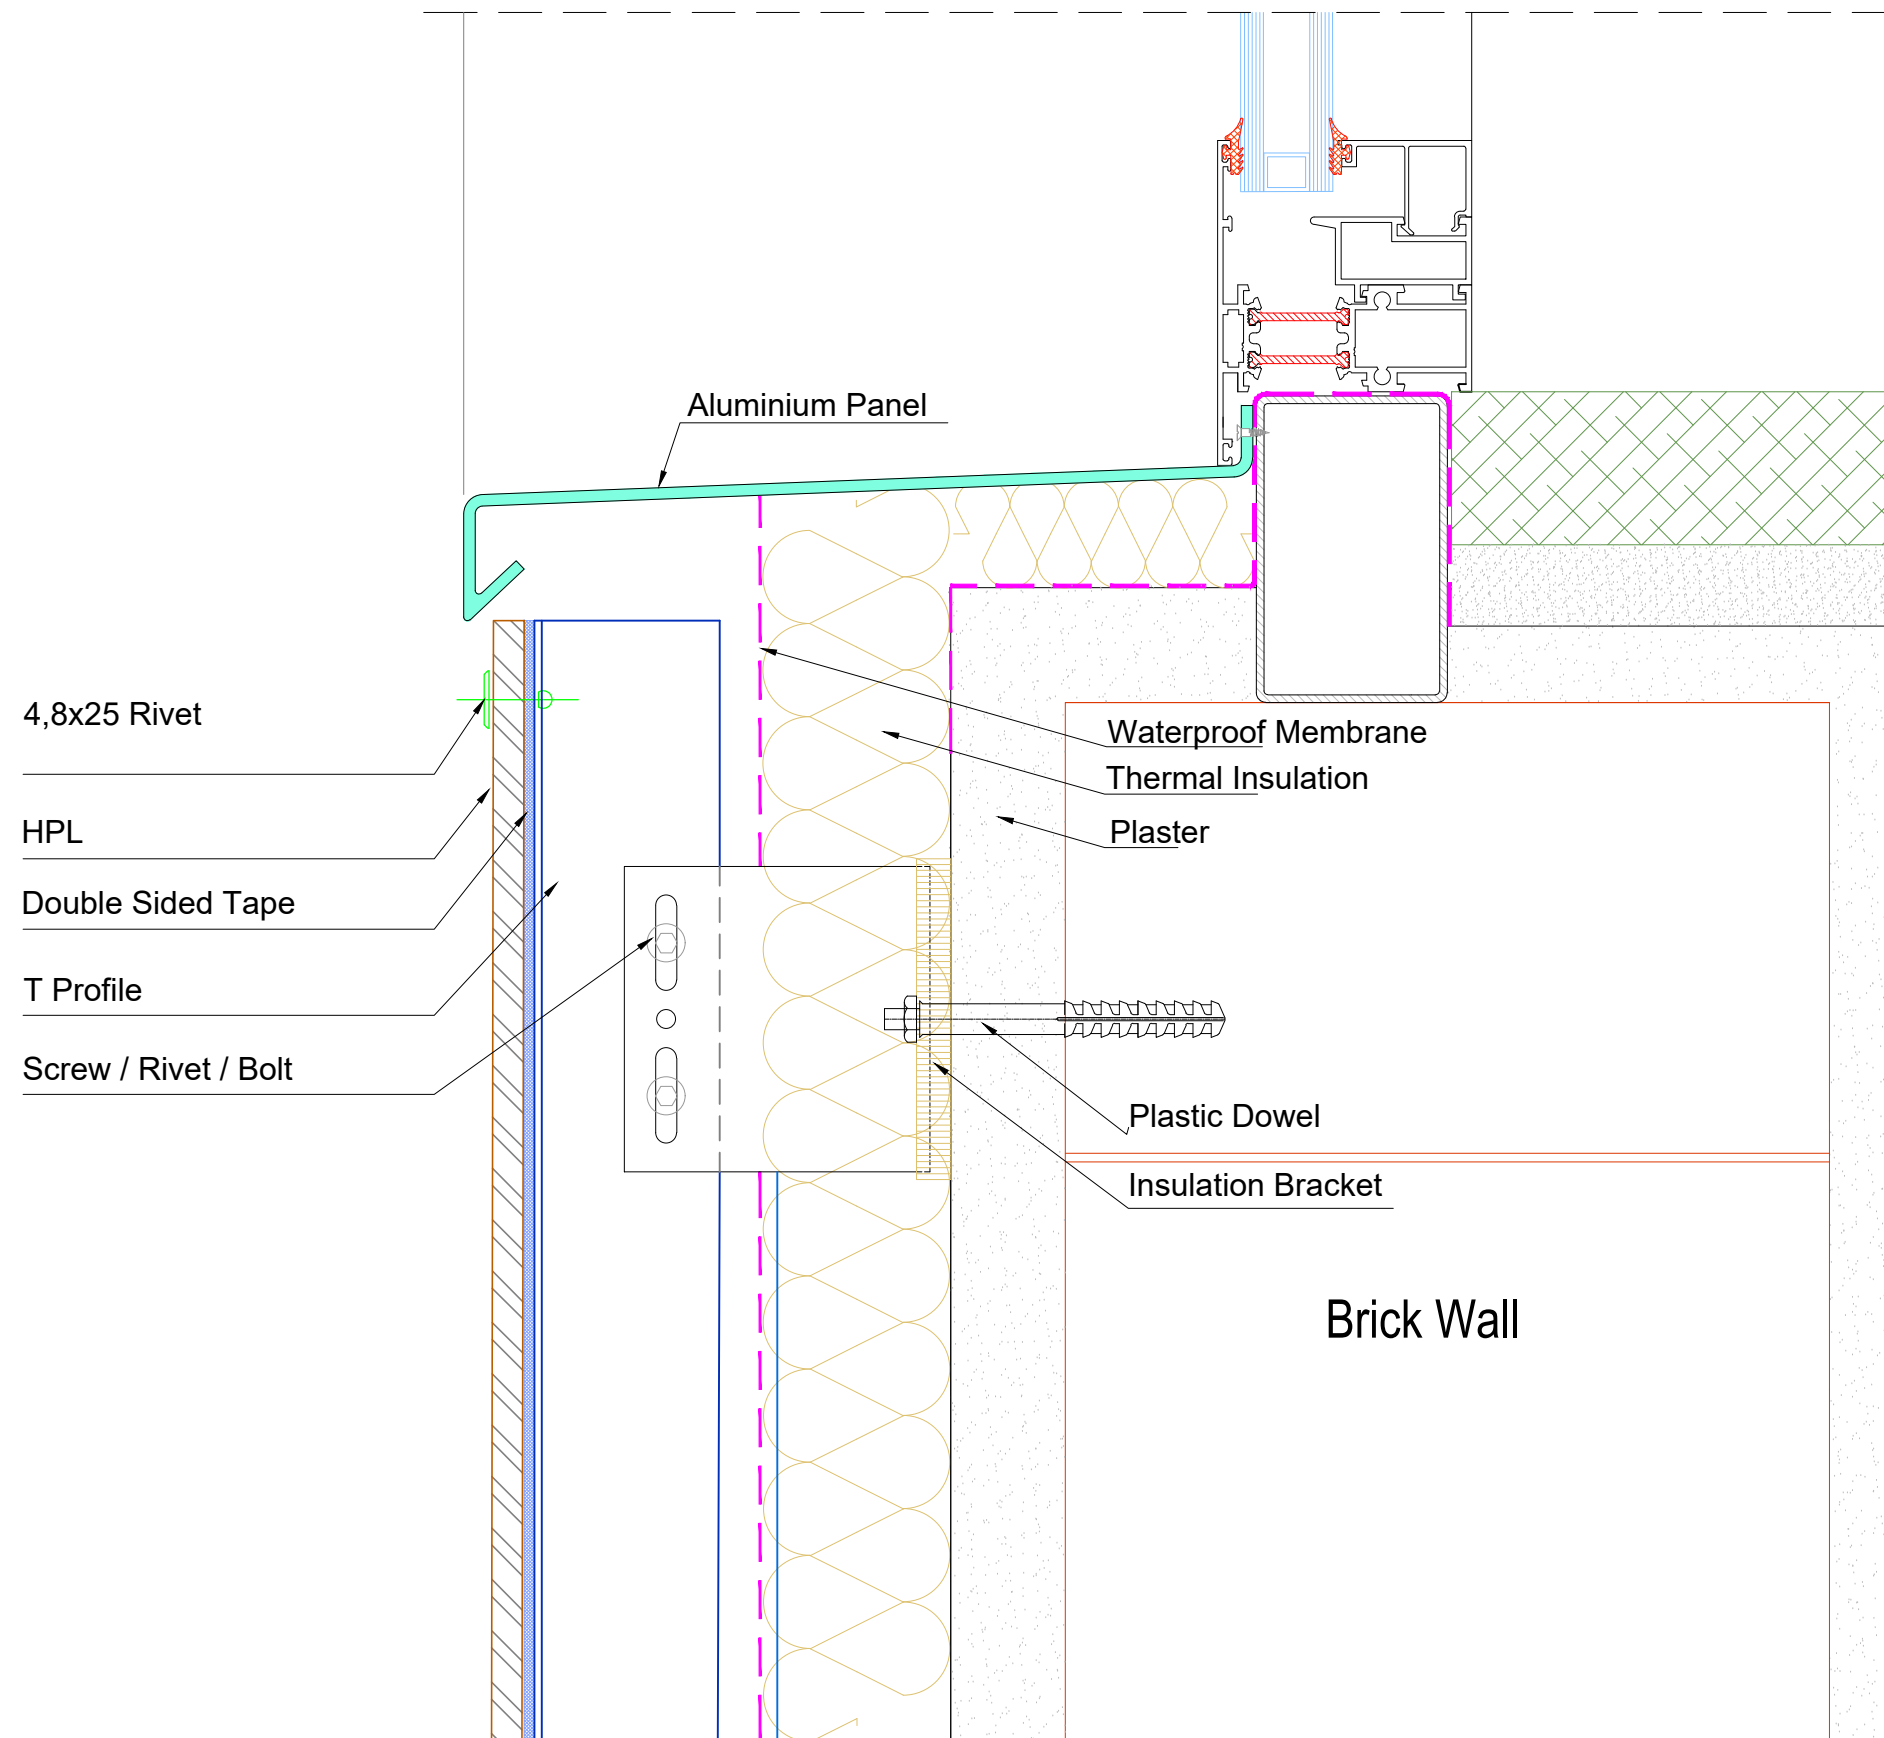 Aluminium Panel
4,8x25 Rivet
HPL
Double Sided Tape
T Profile
Screw / Rivet / Bolt
Waterproof Membrane
Thermal Insulation
Plaster
Plastic Dowel
Insulation Bracket
Brick Wall